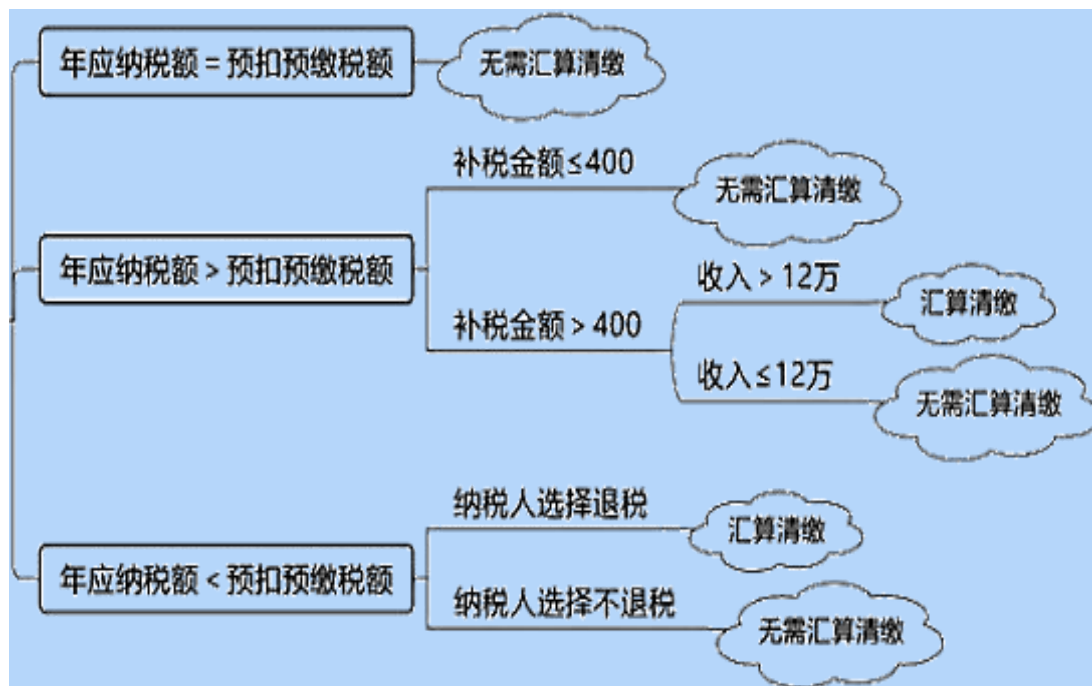 年应纳税额 = 预扣预缴税额
无需汇算清缴
年应纳税额 > 预扣预缴税额
补税金额≤400
无需汇算清缴
补税金额 > 400
收入 > 12万
汇算清缴
收入≤12万
无需汇算清缴
年应纳税额 < 预扣预缴税额
纳税人选择退税
汇算清缴
纳税人选择不退税
无需汇算清缴